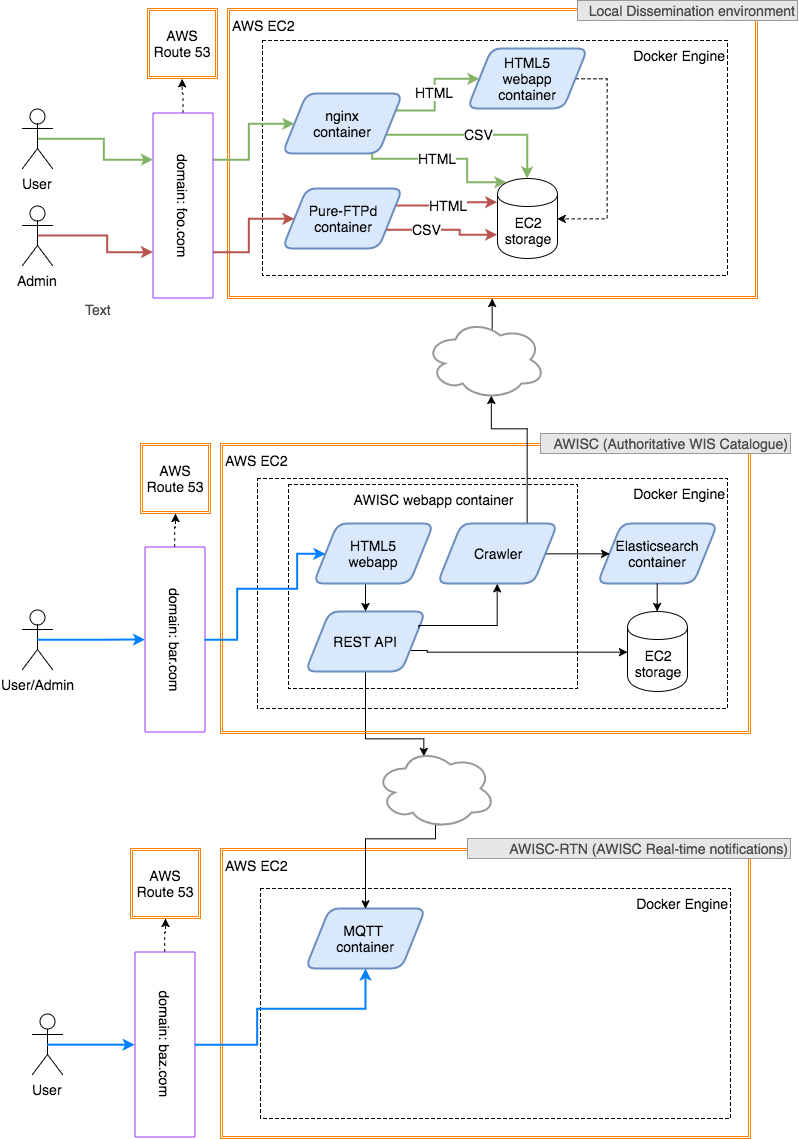 Local Dissemination environment
AWS EC2
AWS
Route 53
Docker Engine
HTML5
webapp
container
HTML
nginx
container
CSV
HTML
User
domain: foo.com
Pure-FTPd
container
HTML
CSV
EC2
storage
Admin
Text
AWISC (Authoritative WIS Catalogue)
AWS EC2
AWS
Route 53
Docker Engine
AWISC webapp container
HTML5
webapp
Crawler
Elasticsearch
container
domain: bar.com
REST API
EC2
storage
User/Admin
AWISC-RTN (AWISC Real-time notifications)
AWS EC2
AWS
Route 53
Docker Engine
MQTT
container
domain: baz.com
User